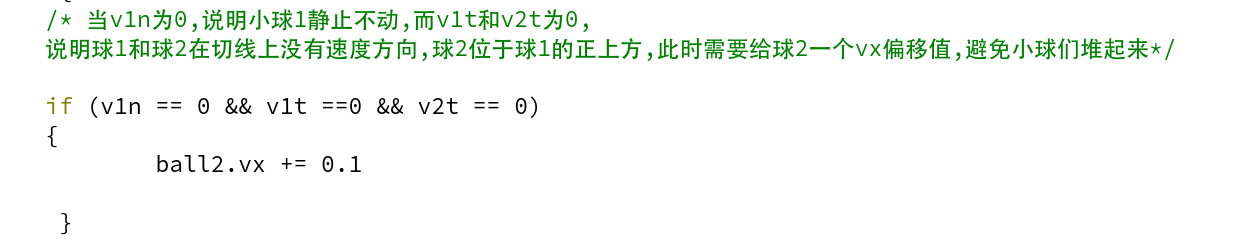 /* 当v1n为0,说明小球1静止不动,而v1t和v2t为0,
说明球1和球2在切线上没有速度方向,球2位于球1的正上方,此时需要给球2一个vx偏移值,避免小球们堆起来*/
if (v1n == 0 && v1t ==0 && v2t == 0)
{
ball2.vx += 0.1
}